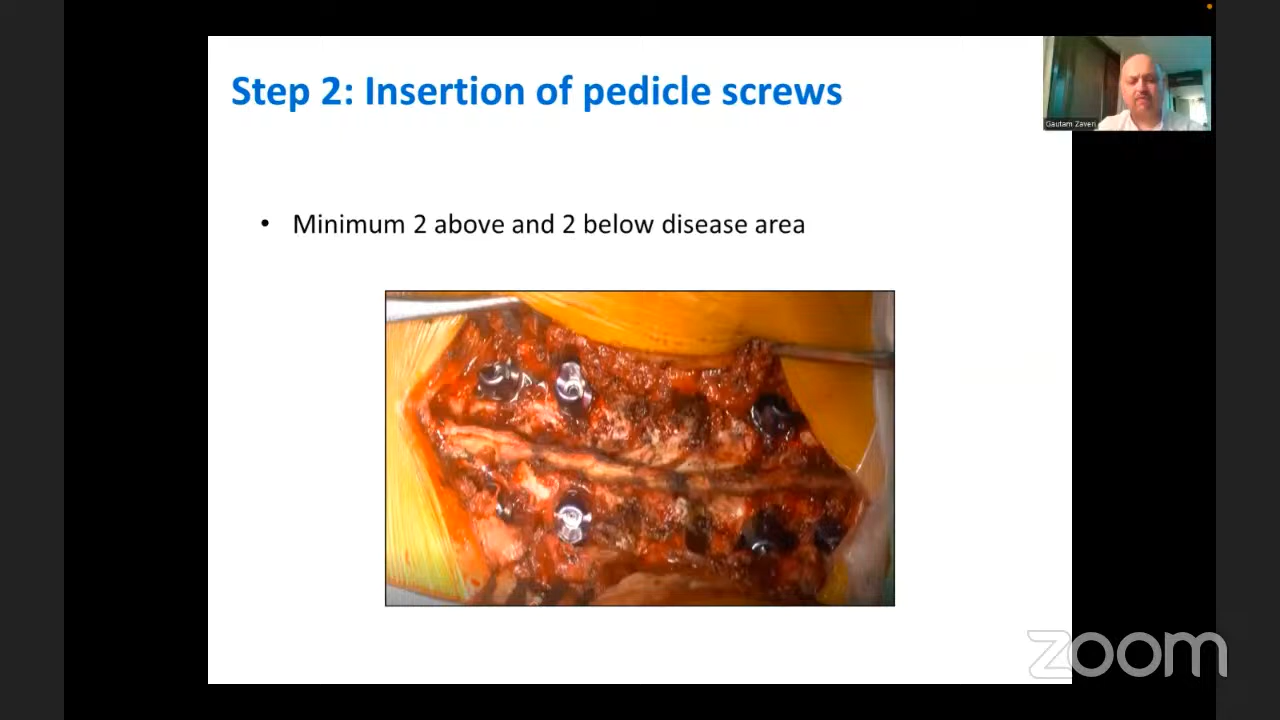 Step 2: Insertion of pedicle screws
Gautam Zaveri
• Minimum 2 above and 2 below disease area
zoom